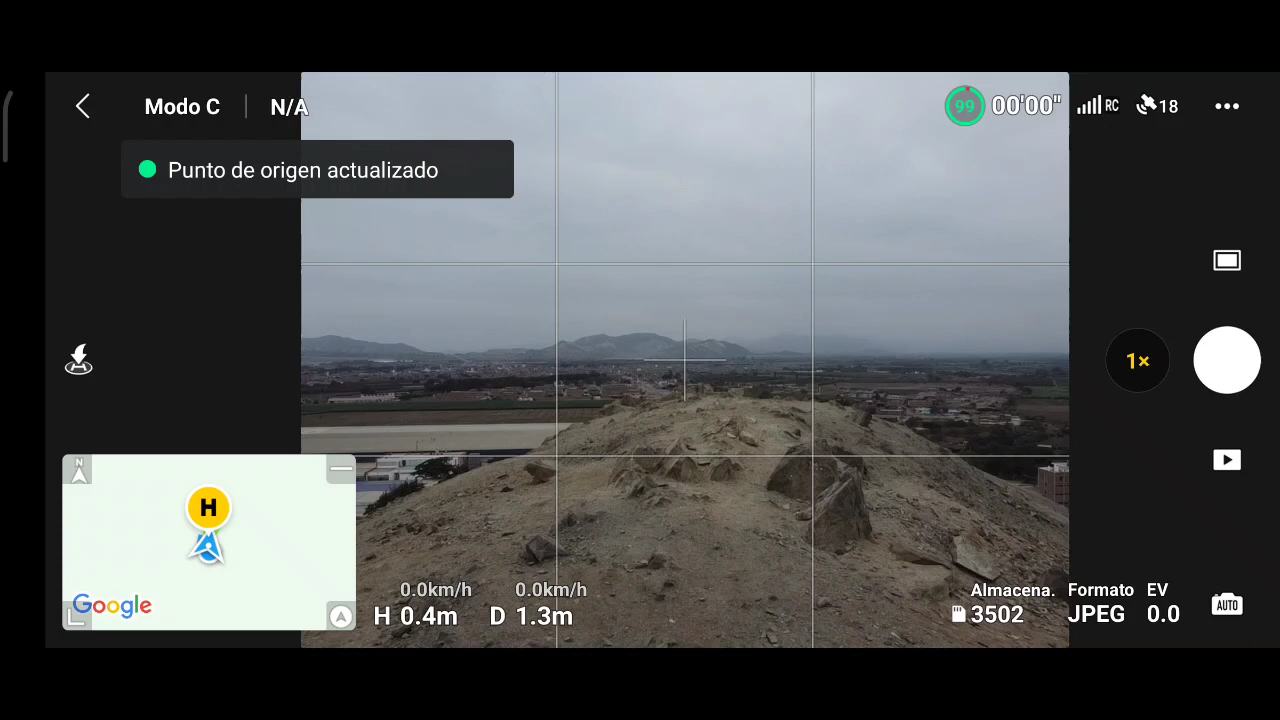 Modo C
N/A
99
00'00"
RC
18
Punto de origen actualizado
1×
N
H
Google
0.0km/h
0.0km/h
H 0.4m
D 1.3m
Almacena.
Formato
EV
3502
JPEG
0.0
AUTO